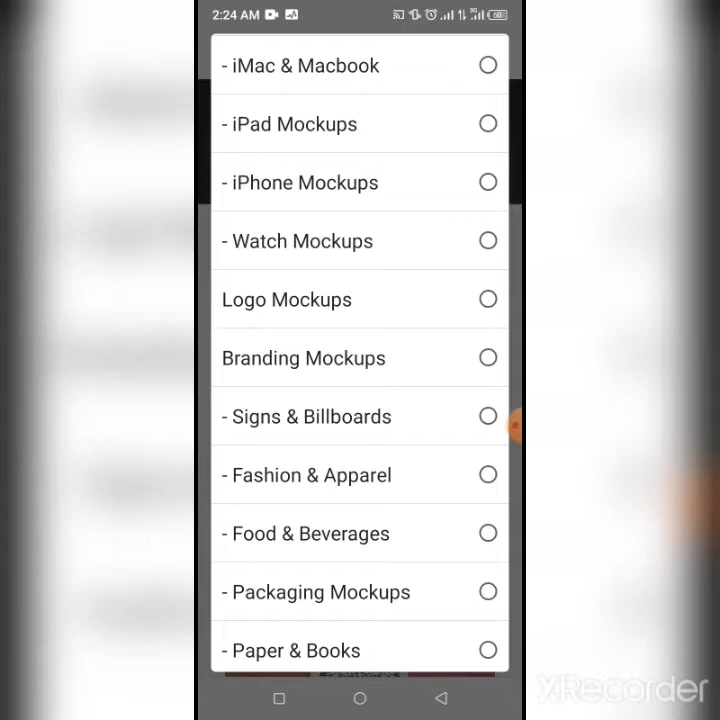 2:24 AM
- iMac & Macbook
- iPad Mockups
- iPhone Mockups
- Watch Mockups
Logo Mockups
Branding Mockups
- Signs & Billboards
- Fashion & Apparel
- Food & Beverages
- Packaging Mockups
- Paper & Books
XRecorder